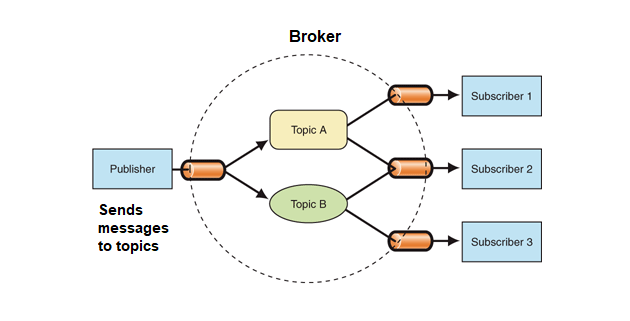 Broker
Subscriber 1
Topic A
Publisher
Subscriber 2
Topic B
Sends
messages
to topics
Subscriber 3